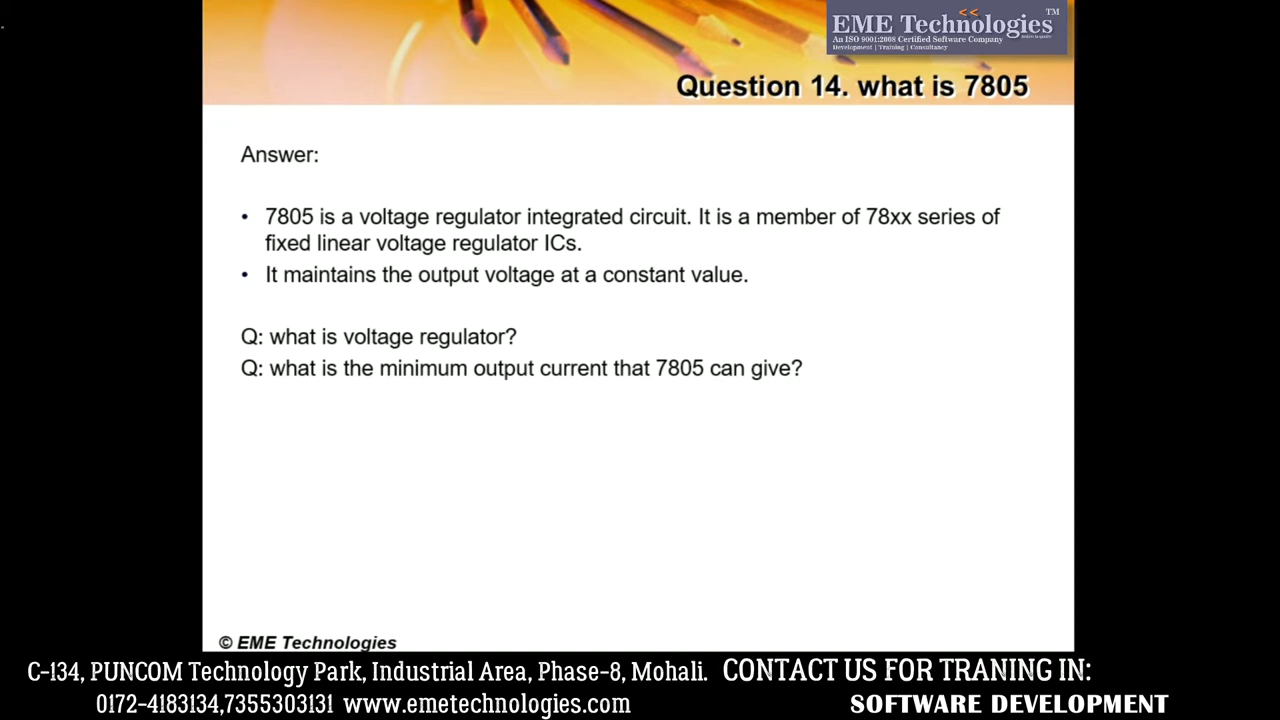 <<
TM
EME Technologies
An ISO 9001:2008 Certified Software Company
Development | Training | Consultancy
Question 14. what is 7805
Answer:
• 7805 is a voltage regulator integrated circuit. It is a member of 78xx series of
fixed linear voltage regulator ICs.
• It maintains the output voltage at a constant value.
Q: what is voltage regulator?
Q: what is the minimum output current that 7805 can give?
© EME Technologies
C-134, PUNCOM Technology Park, Industrial Area, Phase-8, Mohali. CONTACT US FOR TRANING IN:
0172-4183134,7355303131 www.emetechnologies.com SOFTWARE DEVELOPMENT